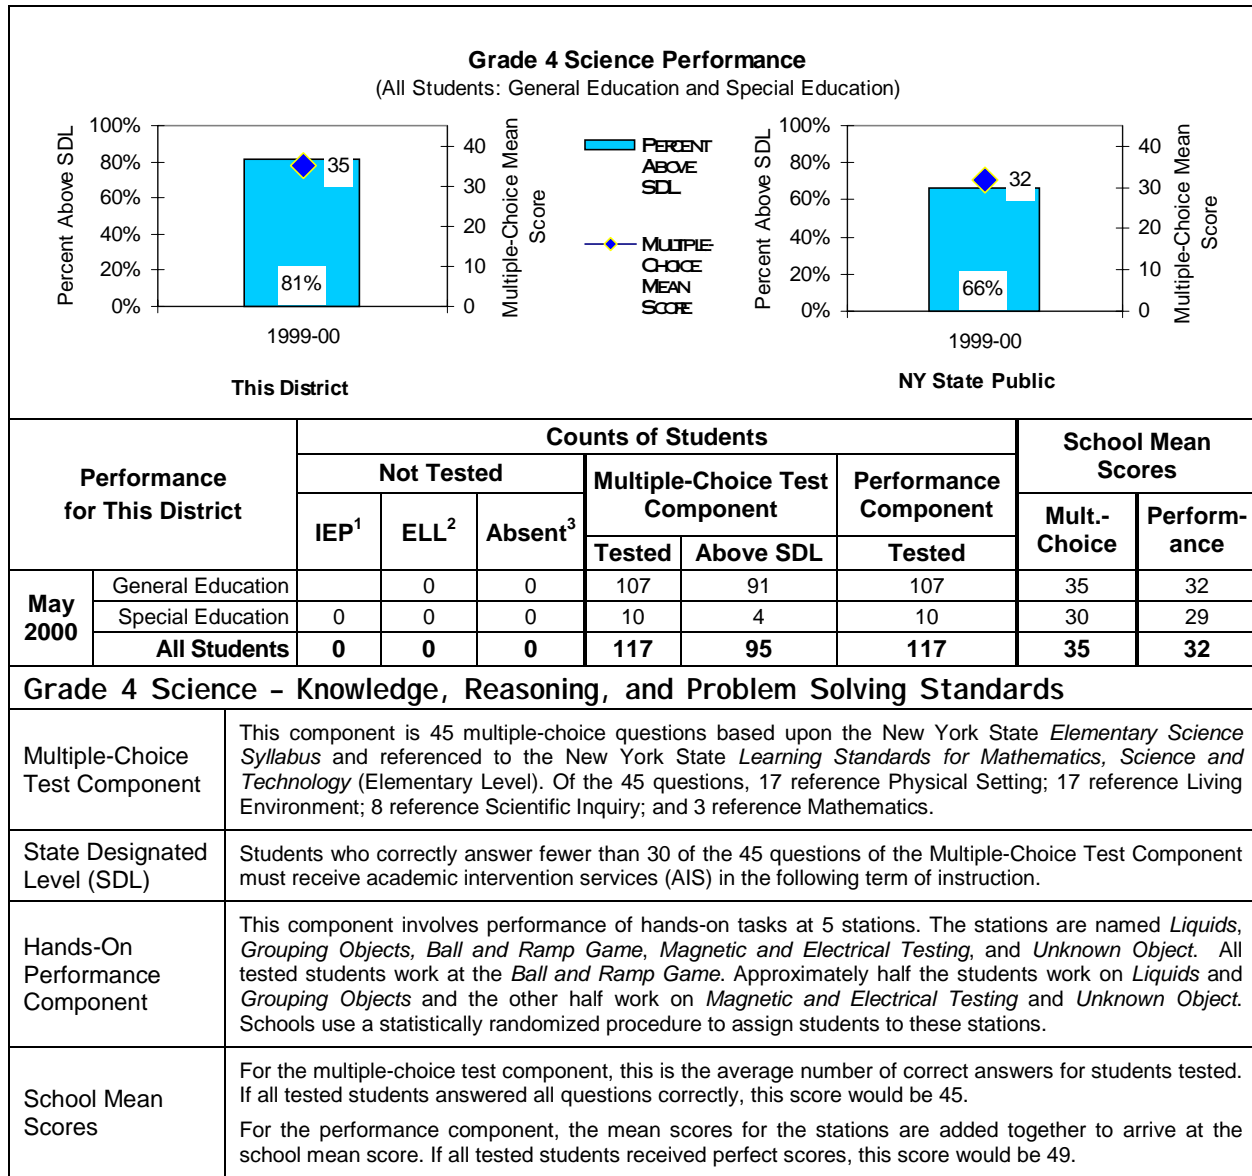 Grade 4 Science Performance
(All Students: General Education and Special Education)
100%
80%
60%
40%
20%
0%
Percent Above SDL
35
81%
40
30
20
10
0
Multiple-Choice Mean
Score
1999-00
This District
PERCENT
ABOVE
SDL
MULTIPLE-
CHOICE
MEAN
SCORE
100%
80%
60%
40%
20%
0%
Percent Above SDL
32
66%
40
30
20
10
0
Multiple-Choice Mean
Score
1999-00
NY State Public
Performance
for This District
Counts of Students
School Mean
Scores
Not Tested
Multiple-Choice Test
Component
Performance
Component
IEP1 ELL2 Absent3
Tested Above SDL Tested
Mult.-
Choice
Perform-
ance
May
2000
General Education 0 0 107 91 107 35 32
Special Education 0 0 0 10 4 10 30 29
All Students 0 0 0 117 95 117 35 32
Grade 4 Science – Knowledge, Reasoning, and Problem Solving Standards
Multiple-Choice
Test Component
This component is 45 multiple-choice questions based upon the New York State Elementary Science
Syllabus and referenced to the New York State Learning Standards for Mathematics, Science and
Technology (Elementary Level). Of the 45 questions, 17 reference Physical Setting; 17 reference Living
Environment; 8 reference Scientific Inquiry; and 3 reference Mathematics.
State Designated
Level (SDL)
Students who correctly answer fewer than 30 of the 45 questions of the Multiple-Choice Test Component
must receive academic intervention services (AIS) in the following term of instruction.
Hands-On
Performance
Component
This component involves performance of hands-on tasks at 5 stations. The stations are named Liquids,
Grouping Objects, Ball and Ramp Game, Magnetic and Electrical Testing, and Unknown Object. All
tested students work at the Ball and Ramp Game. Approximately half the students work on Liquids and
Grouping Objects and the other half work on Magnetic and Electrical Testing and Unknown Object.
Schools use a statistically randomized procedure to assign students to these stations.
School Mean
Scores
For the multiple-choice test component, this is the average number of correct answers for students tested.
If all tested students answered all questions correctly, this score would be 45.
For the performance component, the mean scores for the stations are added together to arrive at the
school mean score. If all tested students received perfect scores, this score would be 49.